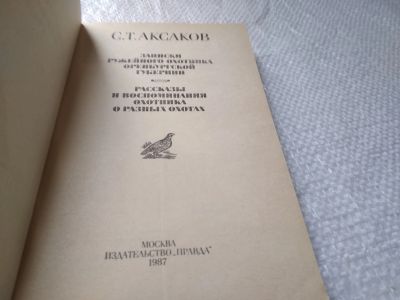 С. Т. АКСАКОВ
ЗАПИСКИ
РУЖЕЙНОГО ОХОТНИКА
ОРЕНБУРГСКОЙ
ГУБЕРНИИ
РАССКАЗЫ
И ВОСПОМИНАНИЯ
ОХОТНИКА
О РАЗНЫХ ОХОТАХ
МОСКВА
ИЗДАТЕЛЬСТВО „ПРАВДА"
1987